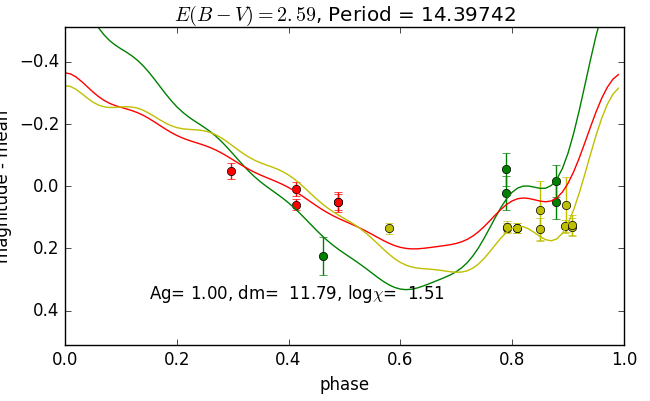 E(B − V) = 2.59, Period = 14.39742
−0.4
−0.2
0.0
0.2
0.4
magnitude - mean
Ag= 1.00, dm= 11.79, logχ= 1.51
0.0 0.2 0.4 0.6 0.8 1.0
phase